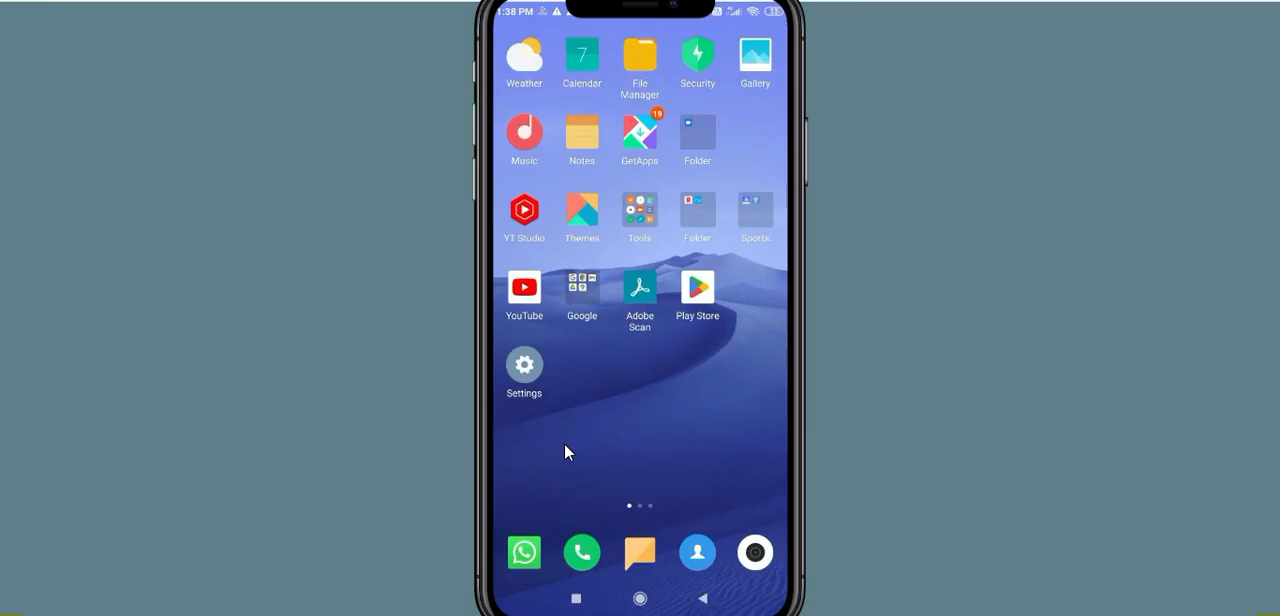 1:38 PM
Weather Calendar File Manager Security Gallery
7
19
Music Notes GetApps Folder
YT Studio Themes Tools Folder Sports
YouTube Google Adobe Scan Play Store
Settings